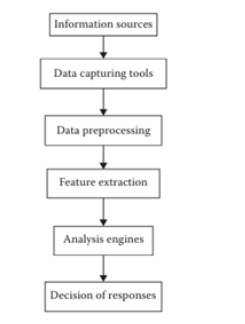 Information sources
Data capturing tools
Data preprocessing
Feature extraction
Analysis engines
Decision of responses